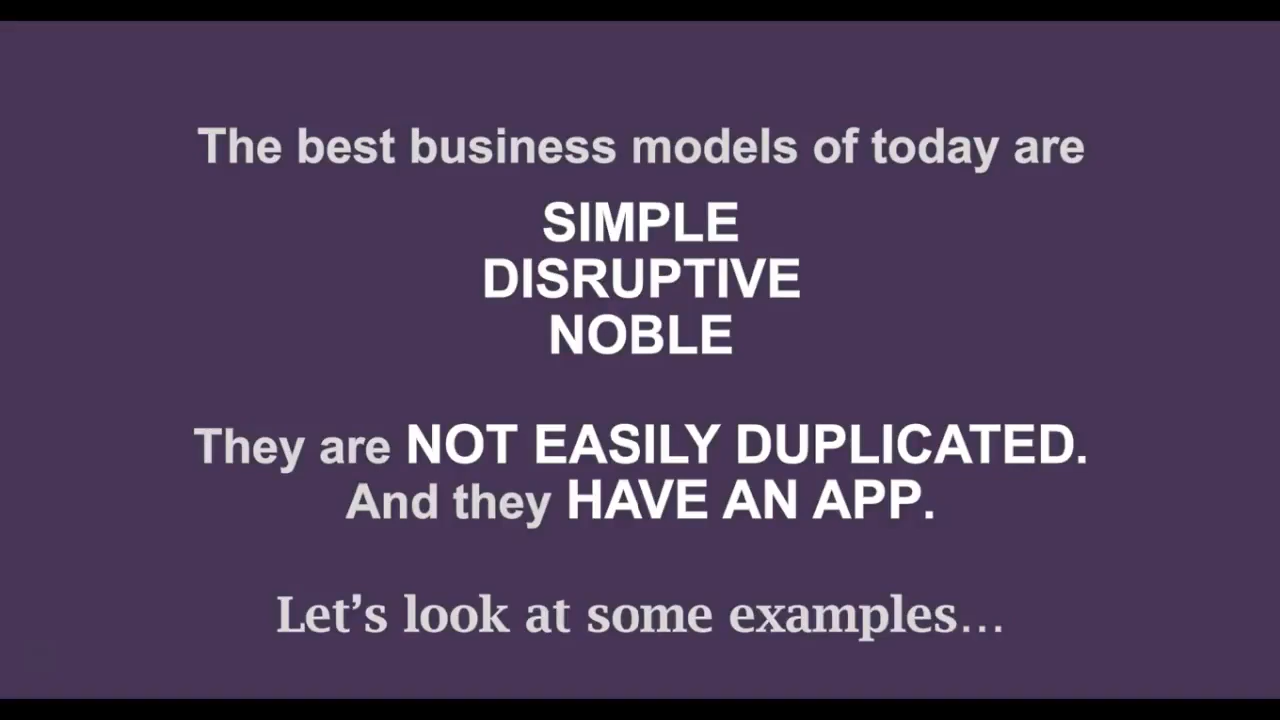 The best business models of today are
SIMPLE
DISRUPTIVE
NOBLE
They are NOT EASILY DUPLICATED.
And they HAVE AN APP.
Let’s look at some examples…